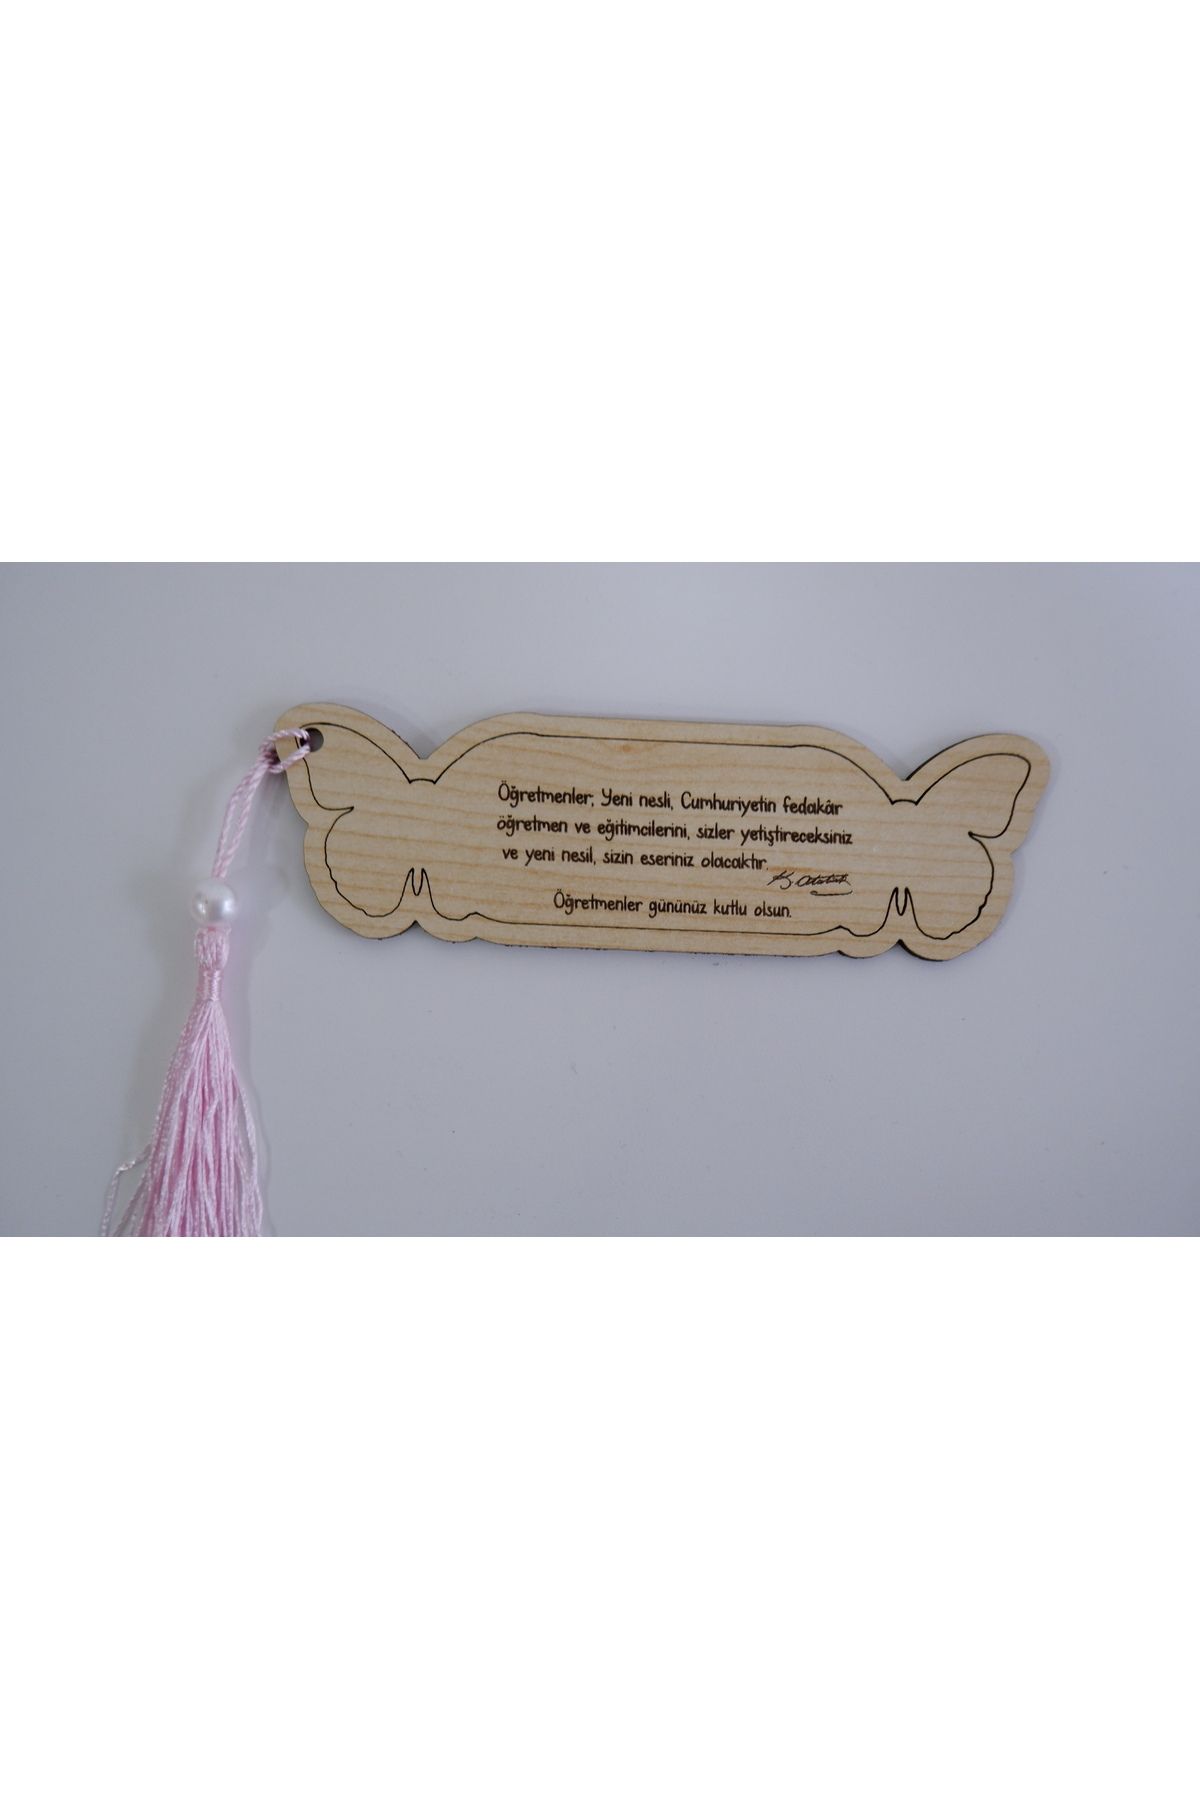 Öğretmenler; Yeni nesli, Cumhuriyetin fedakâr
öğretmen ve eğitimcilerini, sizler yetiştireceksiniz
ve yeni nesil, sizin eseriniz olacaktır.
K. Atatürk
Öğretmenler gününüz kutlu olsun.